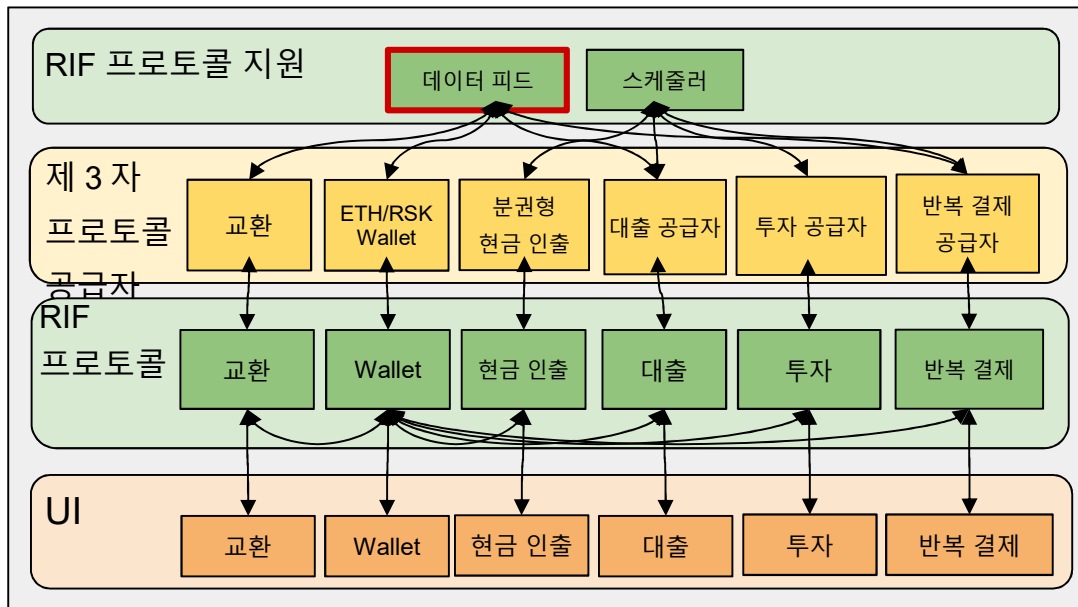 RIF 프로토콜 지원
데이터 피드
스케줄러
제 3 자
프로토콜
공급자
교환
ETH/RSK
Wallet
분권형
현금 인출
대출 공급자
투자 공급자
반복 결제
공급자
RIF
프로토콜
교환
Wallet
현금 인출
대출
투자
반복 결제
UI
교환
Wallet
현금 인출
대출
투자
반복 결제